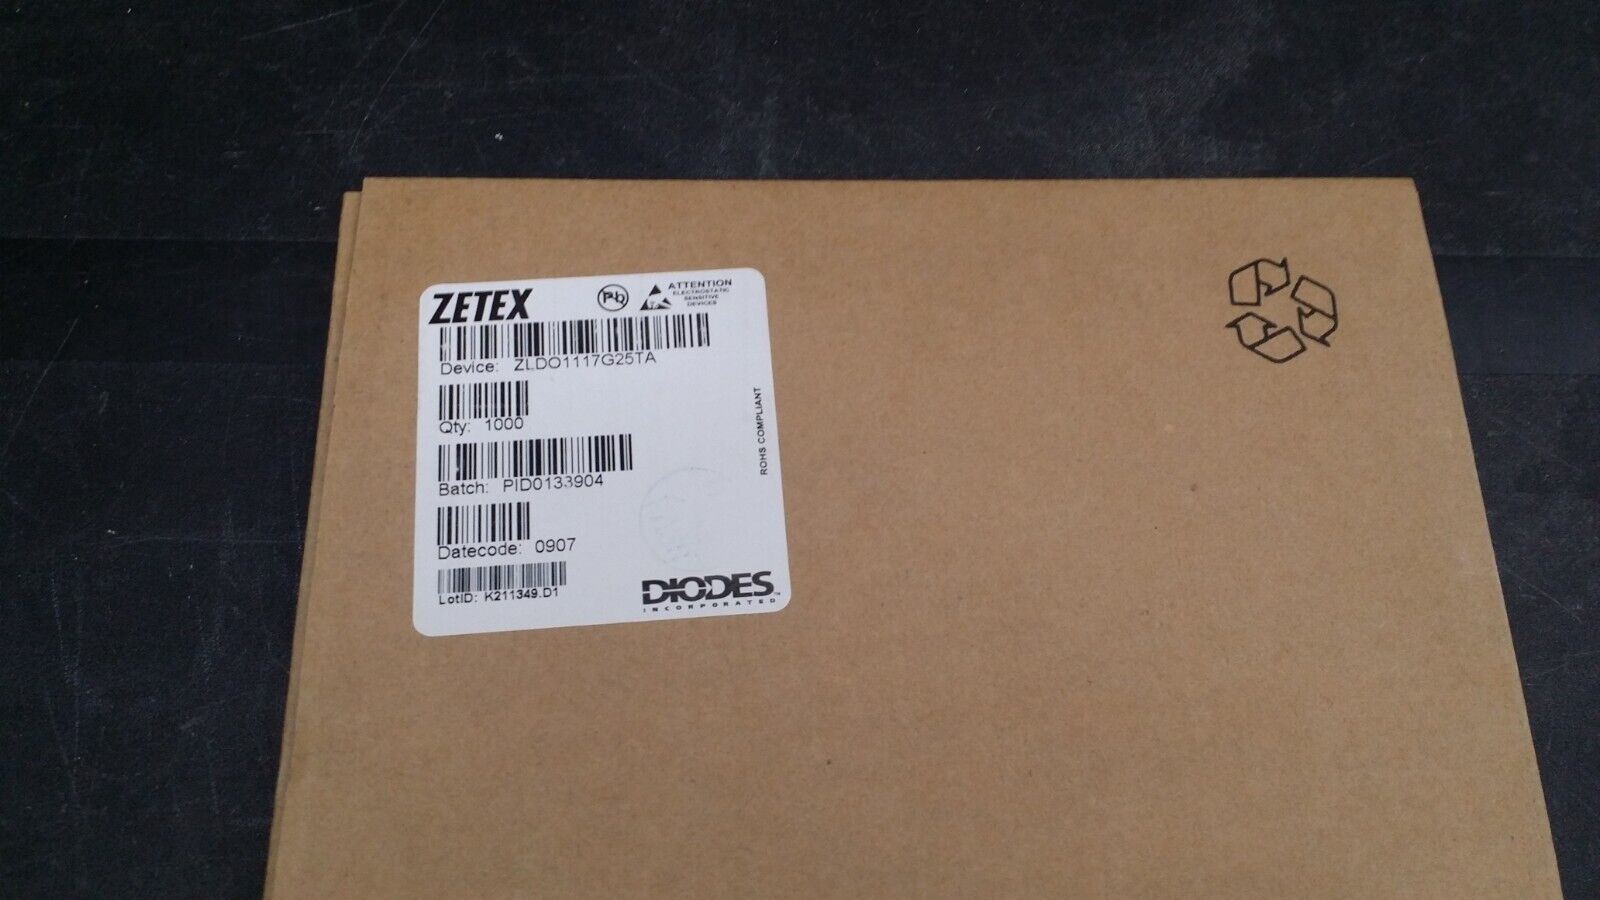 ZETEX
Pb
ATTENTION
ELECTROSTATIC
SENSITIVE
DEVICES
Device: ZLDO1117G25TA
Qty: 1000
Batch: PID0133904
Datecode: 0907
LotID: K211349.D1
ROHS COMPLIANT
DIODES
INCORPORATED